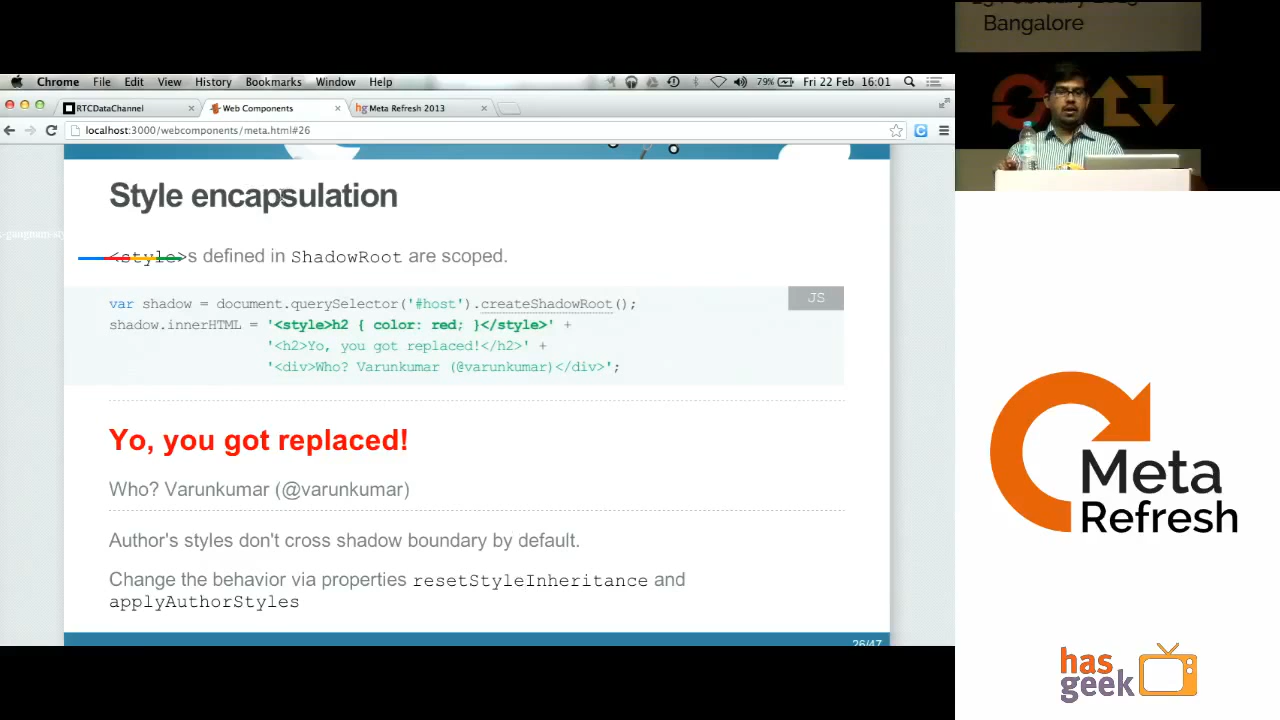 Bangalore
Chrome File Edit View History Bookmarks Window Help 79% Fri 22 Feb 16:01
RTCDataChannel Web Components hg Meta Refresh 2013
localhost:3000/webcomponents/meta.html#26
Style encapsulation
<style>s defined in ShadowRoot are scoped.
JS
var shadow = document.querySelector('#host').createShadowRoot();
shadow.innerHTML = '<style>h2 { color: red; }</style>' +
'<h2>Yo, you got replaced!</h2>' +
'<div>Who? Varunkumar (@varunkumar)</div>';
Yo, you got replaced!
Who? Varunkumar (@varunkumar)
Author's styles don't cross shadow boundary by default.
Change the behavior via properties resetStyleInheritance and
applyAuthorStyles
26/47
Meta
Refresh
has
geek